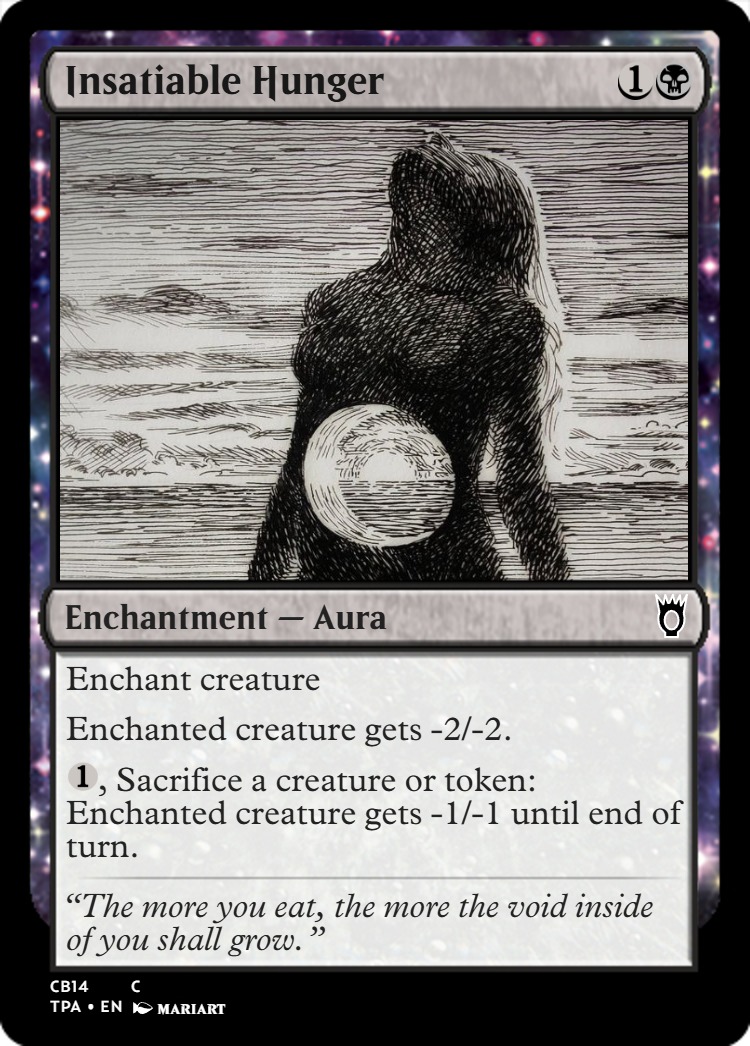 Insatiable Hunger 1
Enchantment — Aura
Enchant creature
Enchanted creature gets -2/-2.
1, Sacrifice a creature or token:
Enchanted creature gets -1/-1 until end of
turn.
“The more you eat, the more the void inside
of you shall grow.”
CB14 C
TPA • EN MARIART